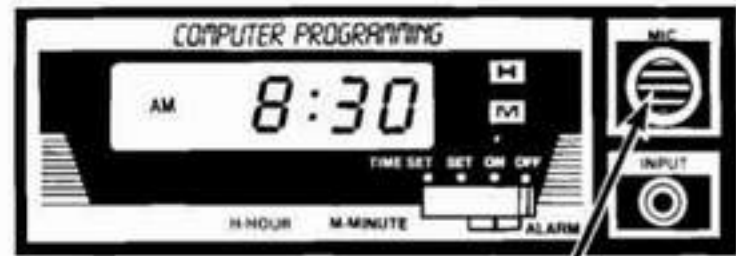 COMPUTER PROGRAMMING
MIC
AM 8:30
H
M
TIME SET SET ON OFF
INPUT
H-HOUR M-MINUTE ALARM